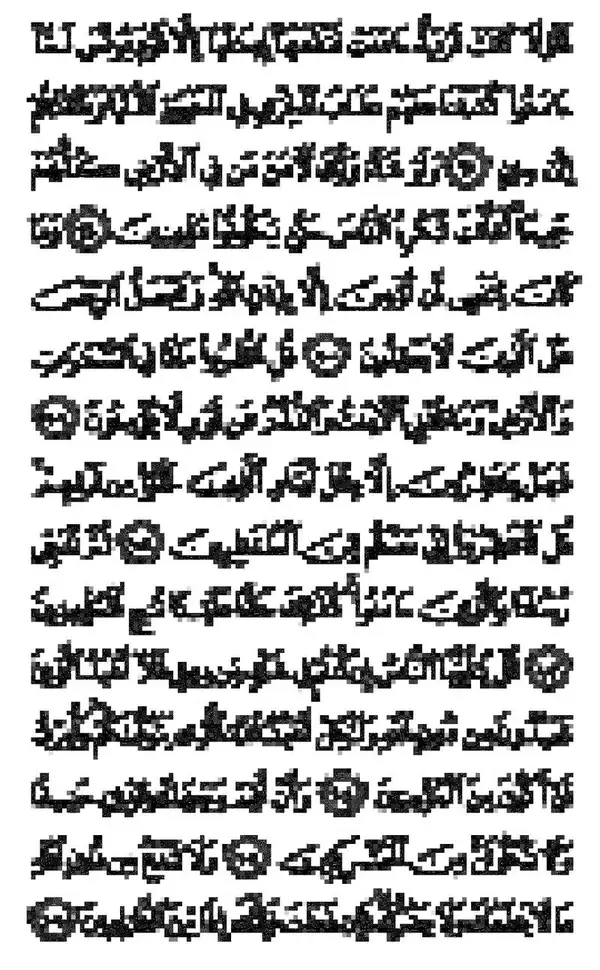 فلولا كانت قرية آمنت فنفعها إيمانها إلا قوم يونس لما
آمنوا كشفنا عنهم عذاب الخزي في الحياة الدنيا ومتعناهم
إلى حين ۝ ولو شاء ربك لآمن من في الأرض كلهم
جميعا أفأنت تكره الناس حتى يكونوا مؤمنين ۝ وما
كان لنفس أن تؤمن إلا بإذن الله ويجعل الرجس
على الذين لا يعقلون ۝ قل انظروا ماذا في السماوات
والأرض وما تغني الآيات والنذر عن قوم لا يؤمنون ۝
فهل ينتظرون إلا مثل أيام الذين خلوا من قبلهم
قل فانتظروا إني معكم من المنتظرين ۝ ثم ننجي
رسلنا والذين آمنوا كذلك حقا علينا ننج المؤمنين
۝ قل يا أيها الناس إن كنتم في شك من ديني فلا أعبد الذين
تعبدون من دون الله ولكن أعبد الله الذي يتوفاكم وأمرت
أن أكون من المؤمنين ۝ وأن أقم وجهك للدين حنيفا
ولا تكونن من المشركين ۝ ولا تدع من دون الله
ما لا ينفعك ولا يضرك فإن فعلت فإنك إذا من الظالمين ۝